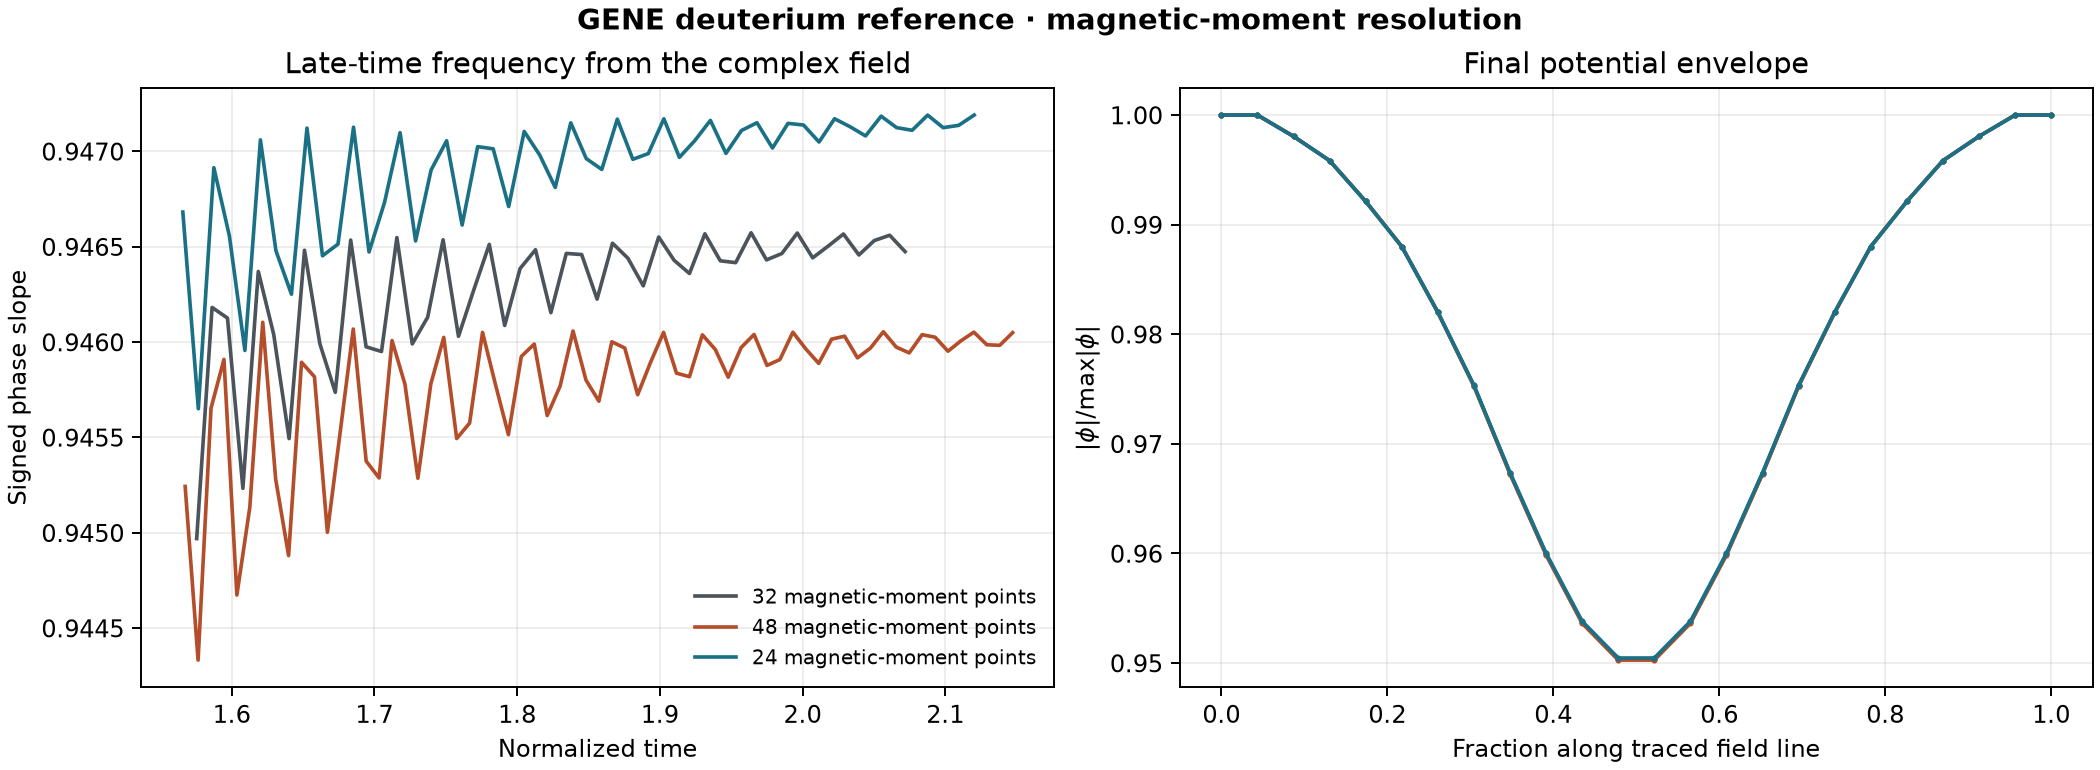 GENE deuterium reference · magnetic-moment resolution
Late-time frequency from the complex field
Signed phase slope
0.9470
0.9465
0.9460
0.9455
0.9450
0.9445
32 magnetic-moment points
48 magnetic-moment points
24 magnetic-moment points
1.6 1.7 1.8 1.9 2.0 2.1
Normalized time
Final potential envelope
|ϕ|/max|ϕ|
1.00
0.99
0.98
0.97
0.96
0.95
0.0 0.2 0.4 0.6 0.8 1.0
Fraction along traced field line